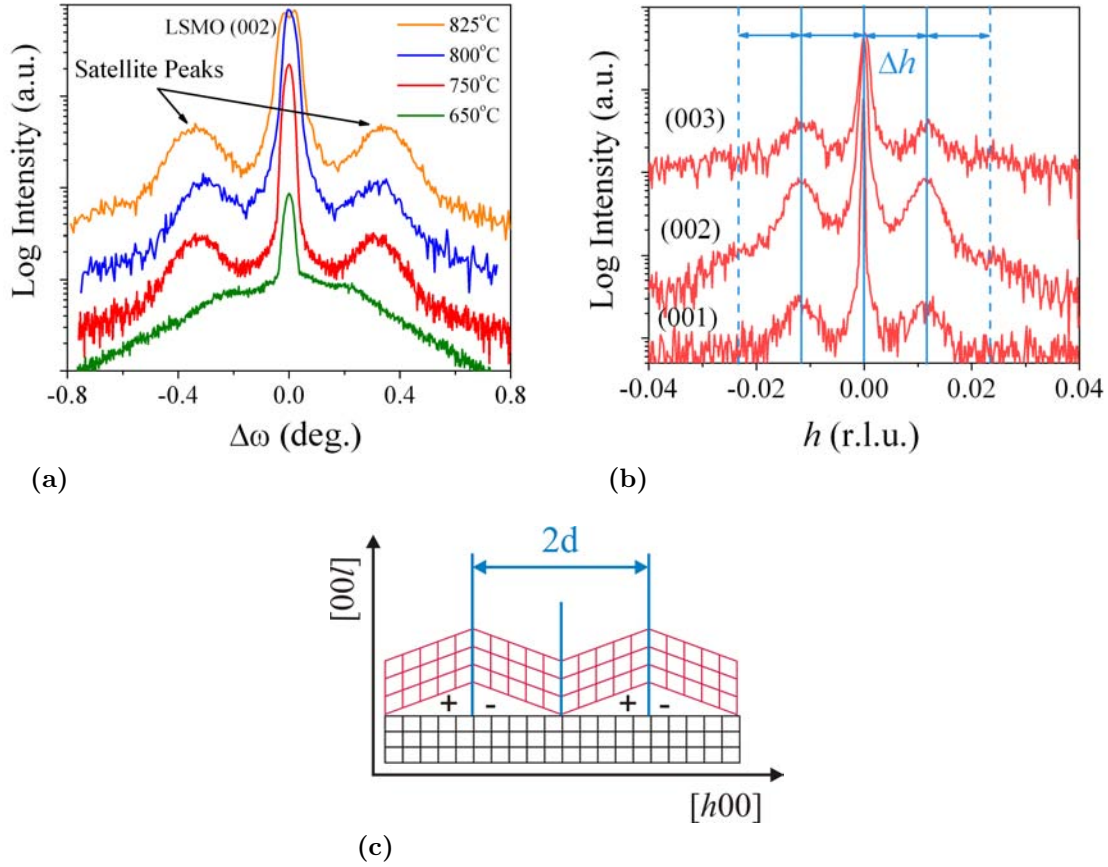 LSMO (002)
825°C
800°C
750°C
650°C
Satellite Peaks
Log Intensity (a.u.)
-0.8 -0.4 0.0 0.4 0.8
Δω (deg.)
(a)
Δh
(003)
(002)
(001)
Log Intensity (a.u.)
-0.04 -0.02 0.00 0.02 0.04
h (r.l.u.)
(b)
2d
[00l]
+ - + -
[h00]
(c)